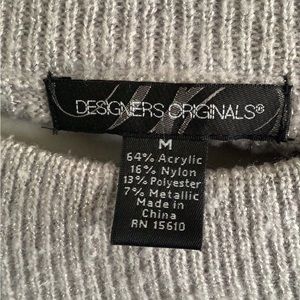 DESIGNERS ORIGINALS®
M
64% Acrylic
16% Nylon
13% Polyester
7% Metallic
Made in
China
RN 15610